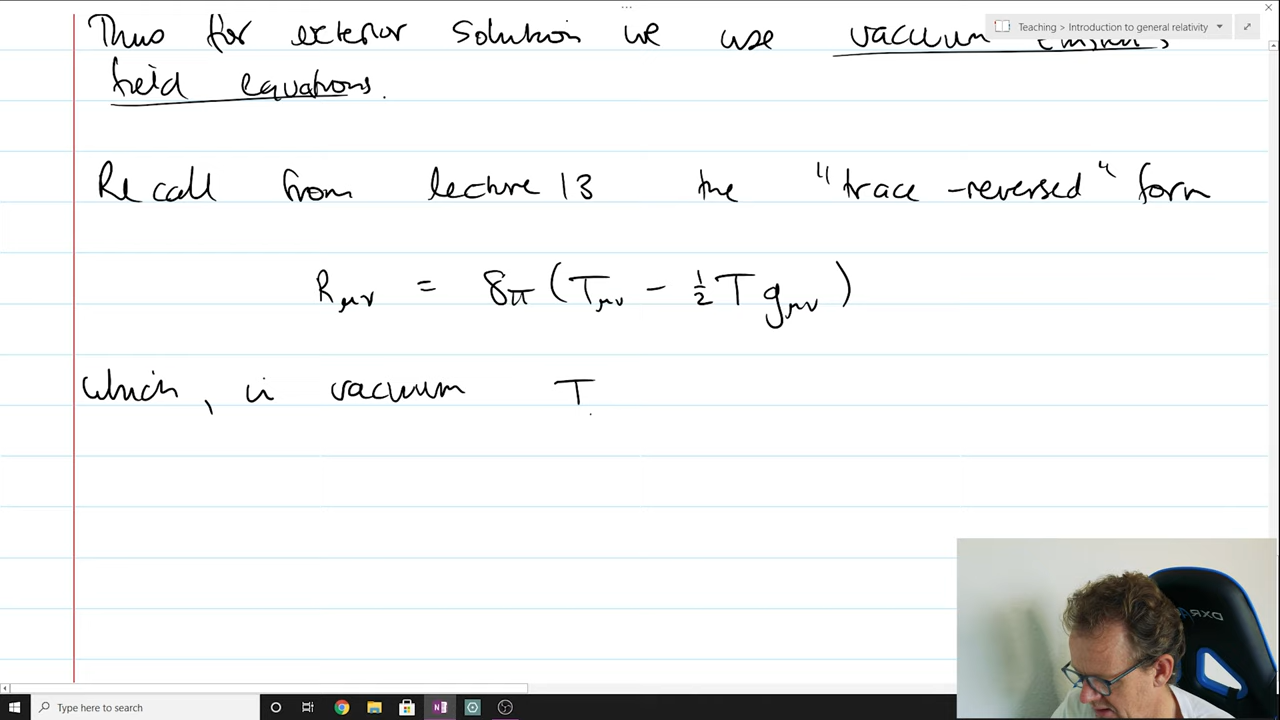 Thus for exterior solution we use vacuum
Teaching > Introduction to general relativity
field equations.
Recall from lecture 13 the "trace-reversed" form
Rμν = 8π (Tμν - ½ T gμν)
which, in vacuum T
DXR
Type here to search